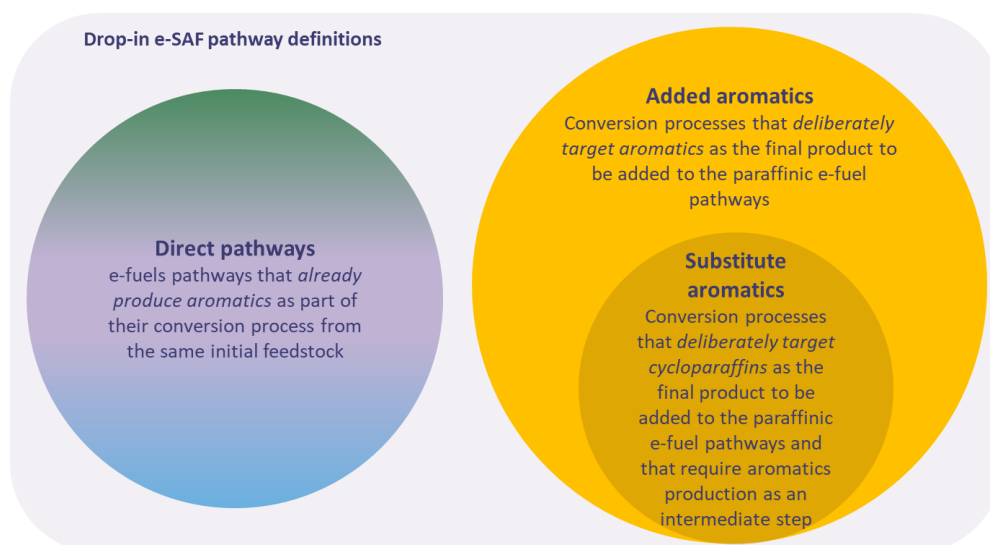 Drop-in e-SAF pathway definitions
Direct pathways
e-fuels pathways that already
produce aromatics as part of
their conversion process from
the same initial feedstock
Added aromatics
Conversion processes that deliberately
target aromatics as the final product to
be added to the paraffinic e-fuel
pathways
Substitute
aromatics
Conversion processes
that deliberately target
cycloparaffins as the
final product to be
added to the paraffinic
e-fuel pathways and
that require aromatics
production as an
intermediate step